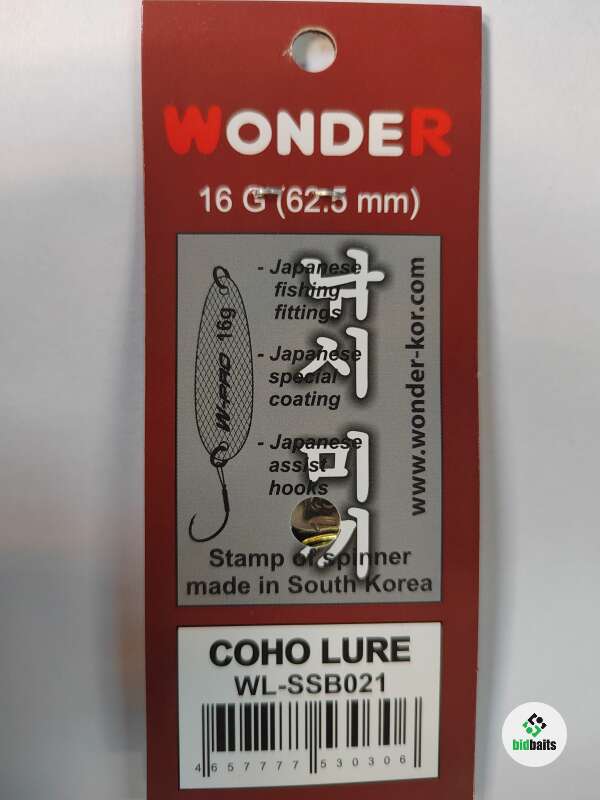 WONDER
16 G (62.5 mm)
- Japanese
fishing
fittings
- Japanese
special
coating
- Japanese
assist
hooks
W-PRO 16g
낚시 미끼
www.wonder-kor.com
Stamp of spinner
made in South Korea
COHO LURE
WL-SSB021
4 657777 530306
bidbaits